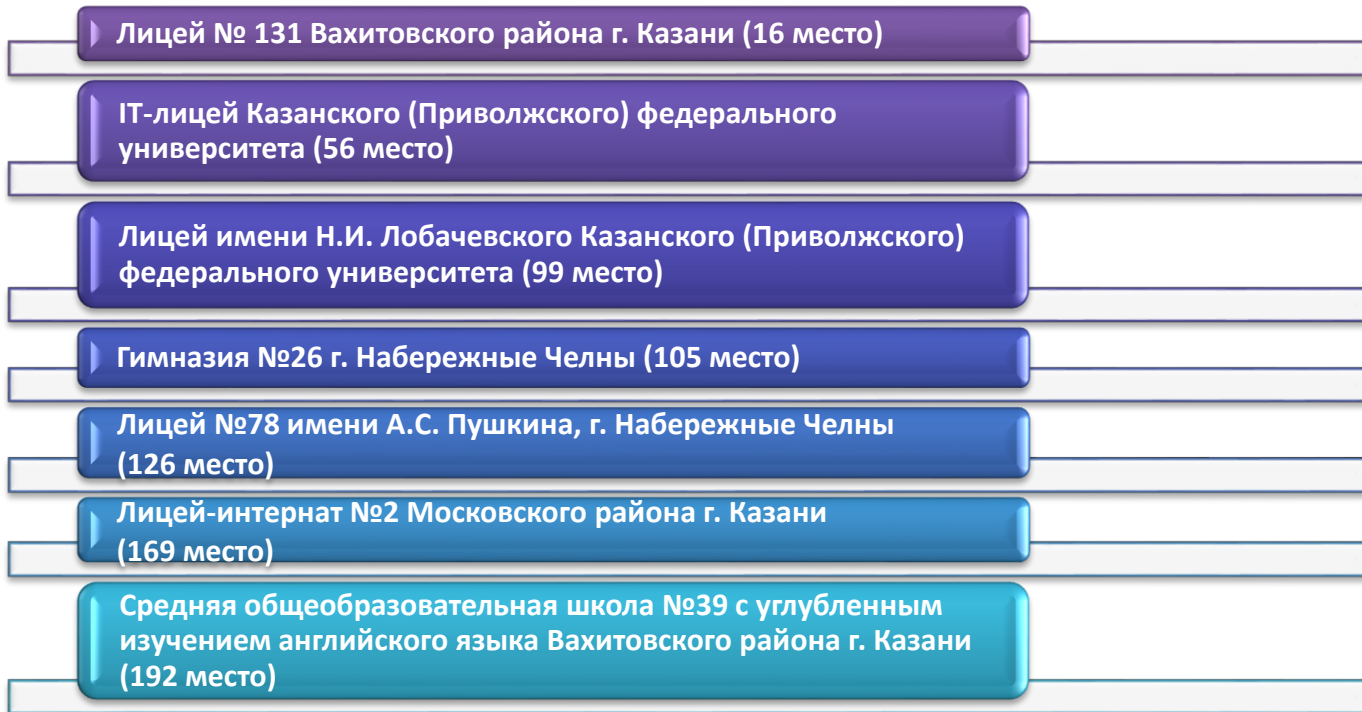 Лицей № 131 Вахитовского района г. Казани (16 место)
IT-лицей Казанского (Приволжского) федерального
университета (56 место)
Лицей имени Н.И. Лобачевского Казанского (Приволжского)
федерального университета (99 место)
Гимназия №26 г. Набережные Челны (105 место)
Лицей №78 имени А.С. Пушкина, г. Набережные Челны
(126 место)
Лицей-интернат №2 Московского района г. Казани
(169 место)
Средняя общеобразовательная школа №39 с углубленным
изучением английского языка Вахитовского района г. Казани
(192 место)